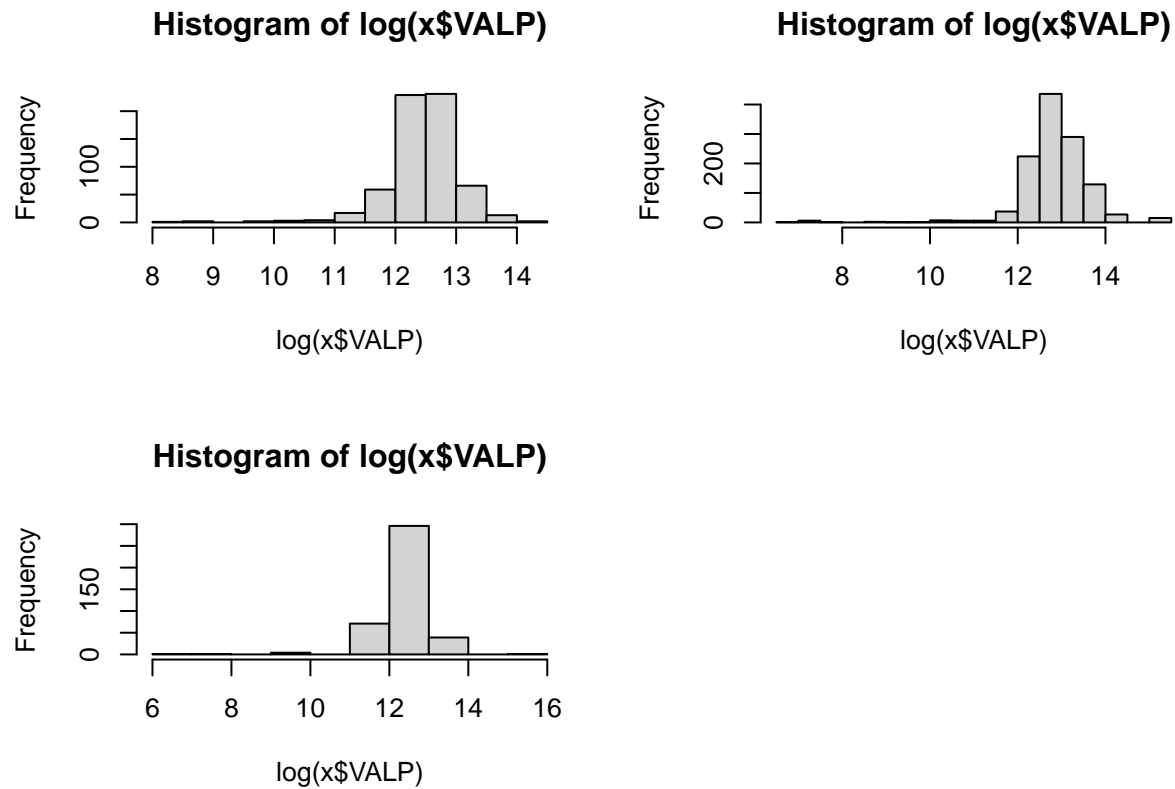 Histogram of log(x$VALP)
Frequency
0 100
8 9 10 11 12 13 14
log(x$VALP)
Histogram of log(x$VALP)
Frequency
0 200
8 10 12 14
log(x$VALP)
Histogram of log(x$VALP)
Frequency
0 150
6 8 10 12 14 16
log(x$VALP)